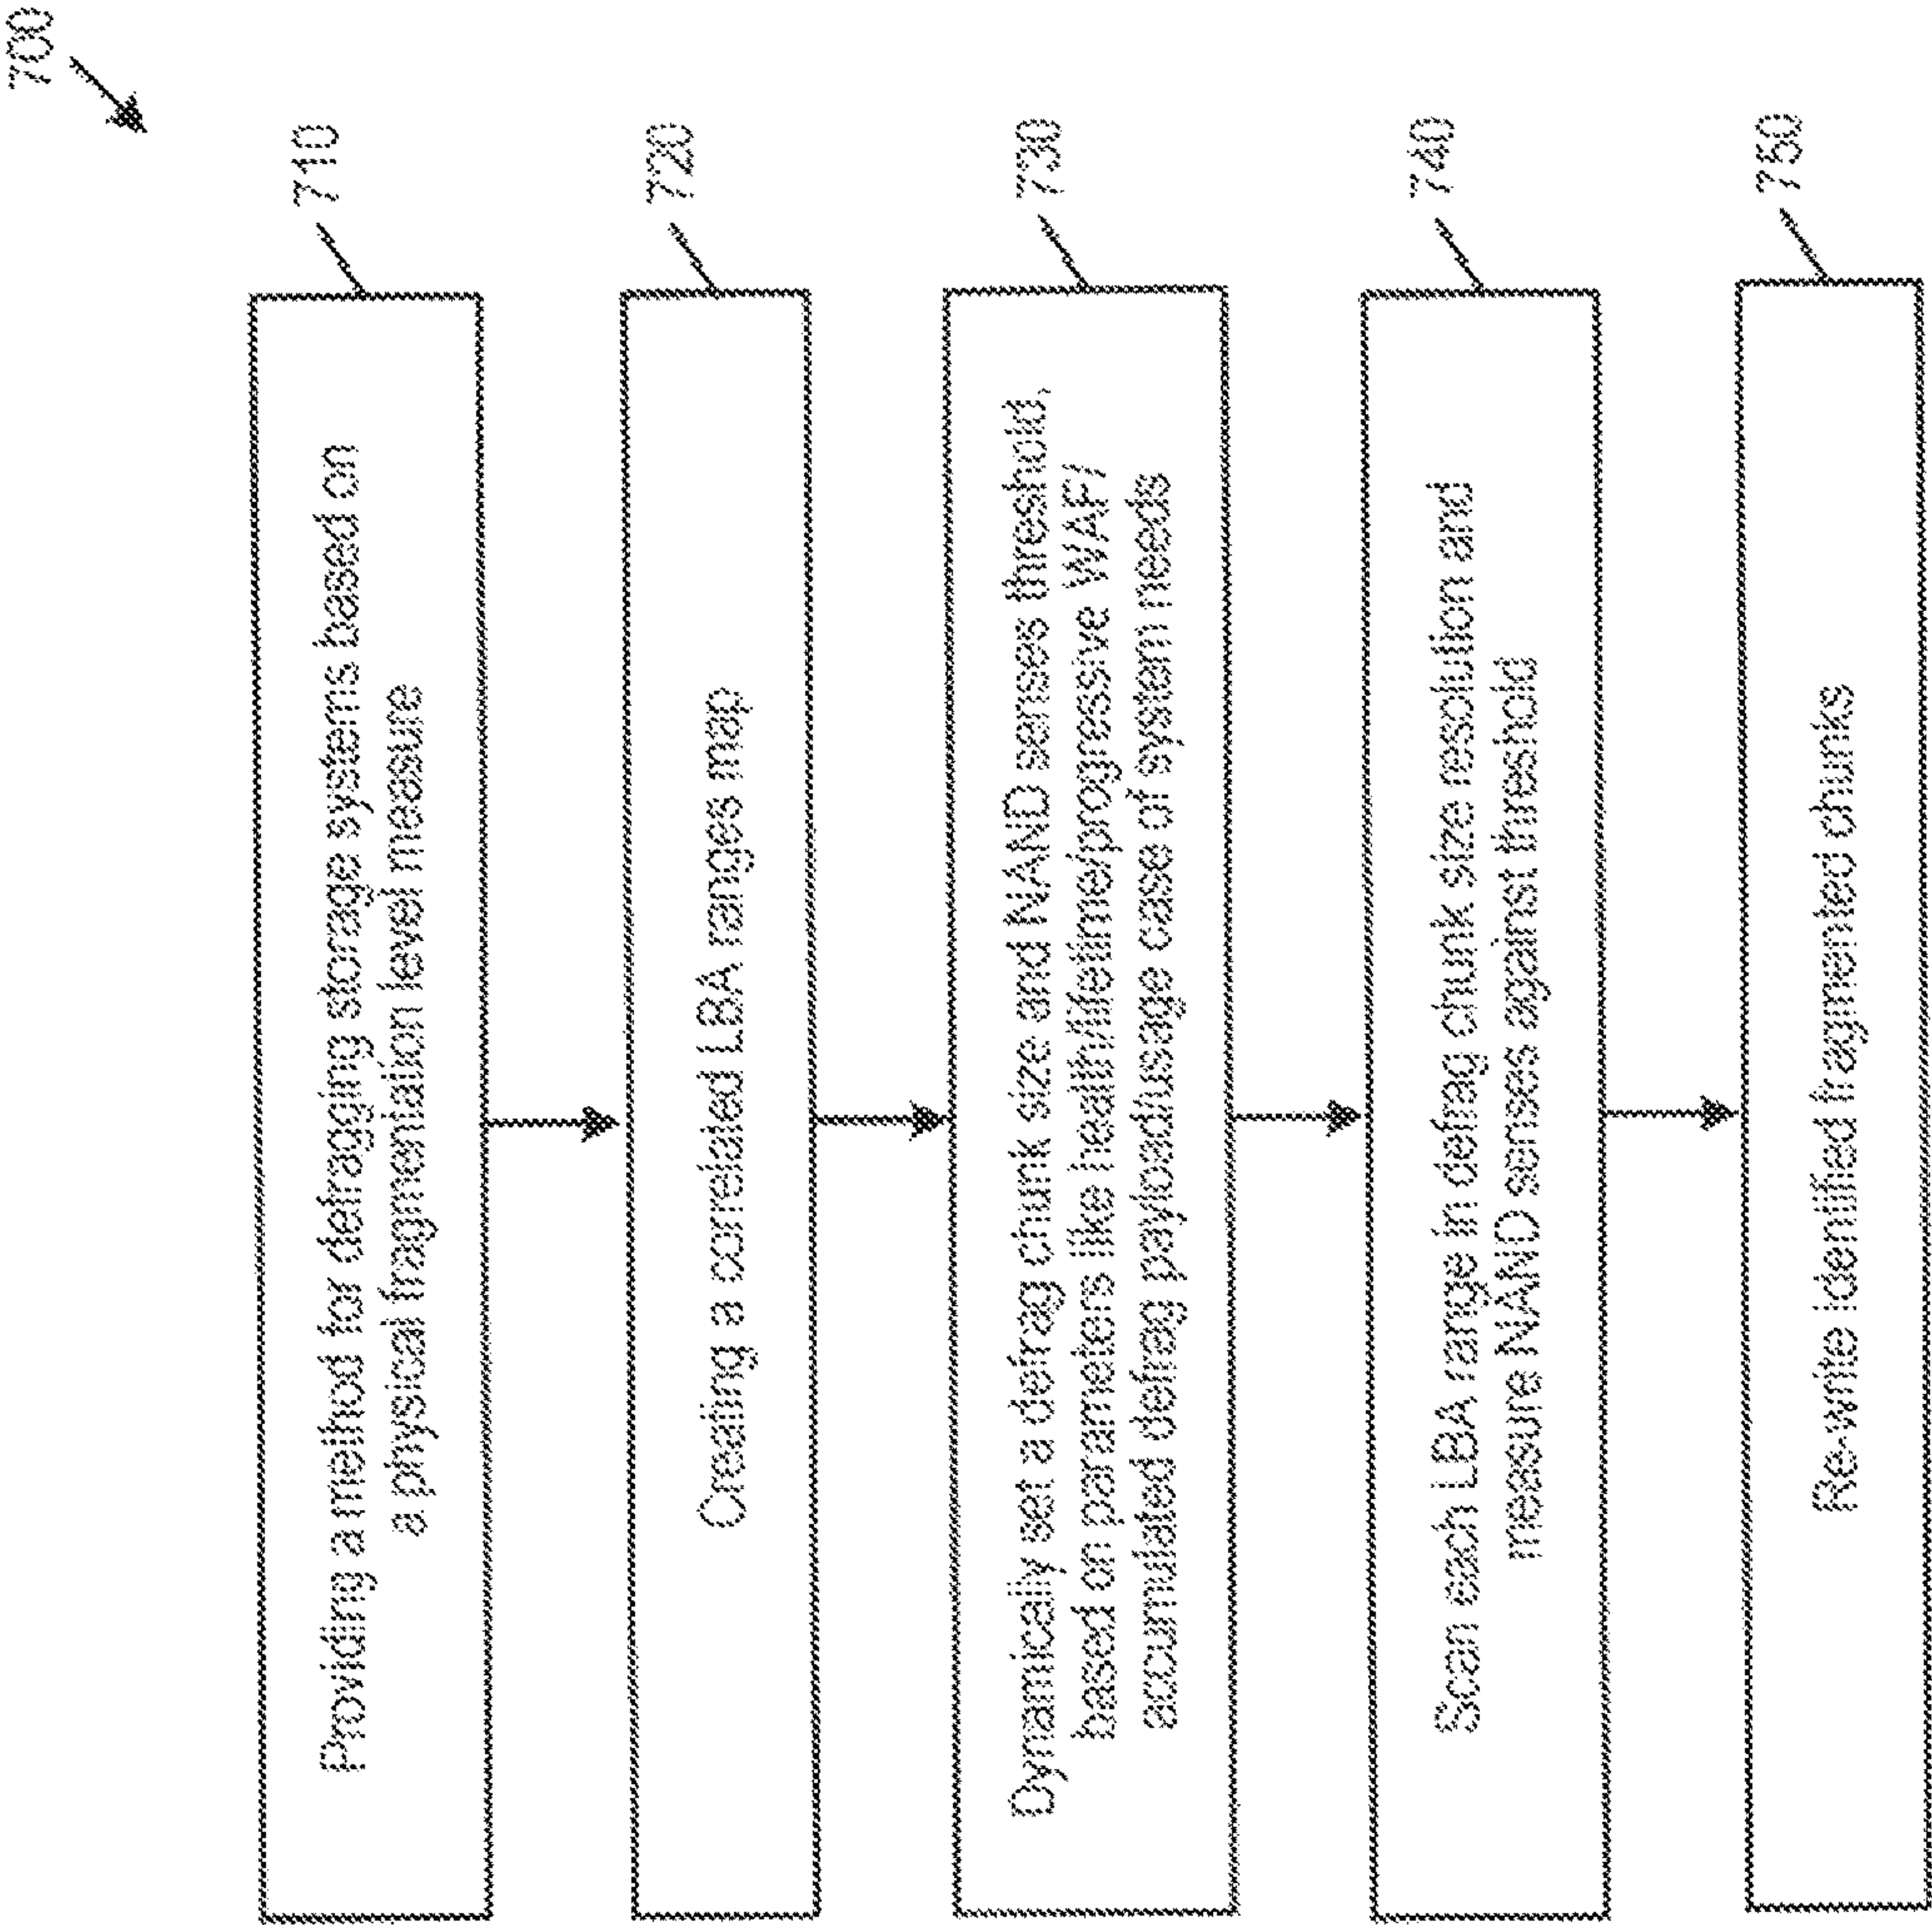 700
710
Providing a method for defragging storage systems based on
a physical fragmentation level measure
720
Creating a correlated LBA ranges map
730
Dynamically set a defrag chunk size and NAND senses threshold,
based on parameters like health/lifetime/progressive WAF/
accumulated defrag payload/usage case of system needs
740
Scan each LBA range in defrag chunk size resolution and
measure NAND senses against threshold
750
Re-write identified fragmented chunks